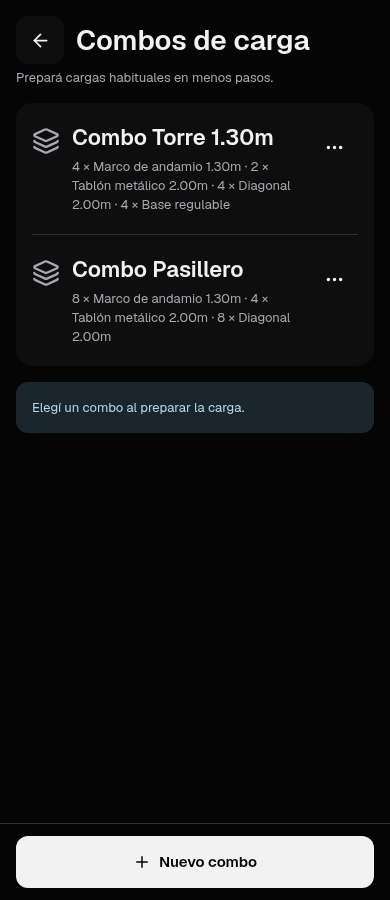 Combos de carga
Prepará cargas habituales en menos pasos.
Combo Torre 1.30m
4 × Marco de andamio 1.30m · 2 ×
Tablón metálico 2.00m · 4 × Diagonal
2.00m · 4 × Base regulable
Combo Pasillero
8 × Marco de andamio 1.30m · 4 ×
Tablón metálico 2.00m · 8 × Diagonal
2.00m
Elegí un combo al preparar la carga.
Nuevo combo